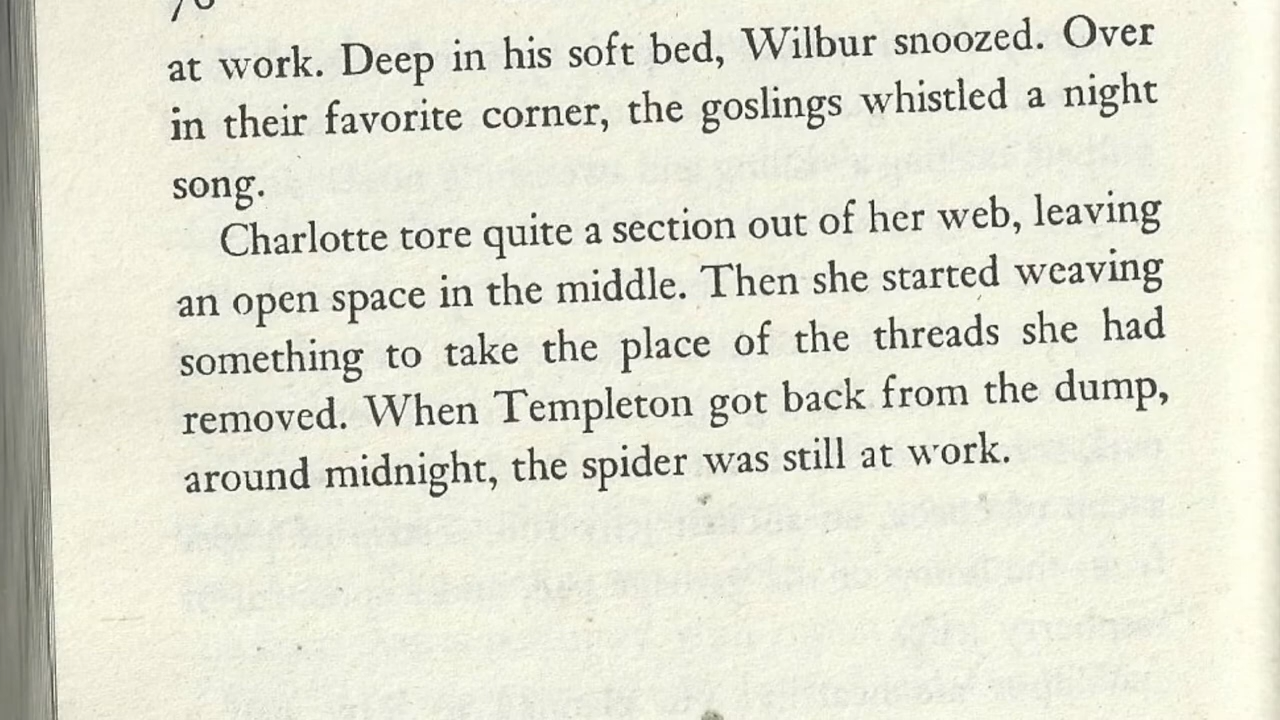 at work. Deep in his soft bed, Wilbur snoozed. Over
in their favorite corner, the goslings whistled a night
song.
Charlotte tore quite a section out of her web, leaving
an open space in the middle. Then she started weaving
something to take the place of the threads she had
removed. When Templeton got back from the dump,
around midnight, the spider was still at work.